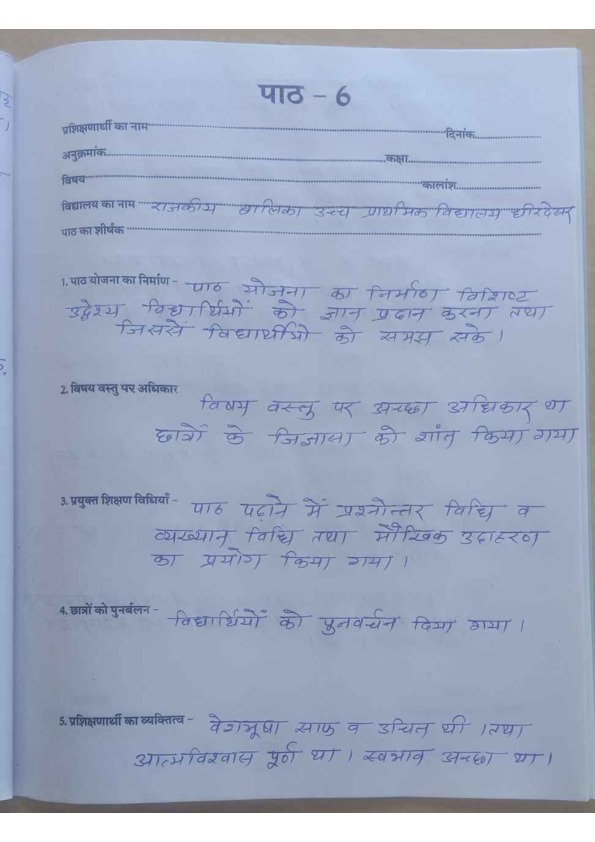 पाठ – 6
प्रशिक्षणार्थी का नाम दिनांक
अनुक्रमांक कक्षा
विषय कालांश
विद्यालय का नाम राजकीय बालिका उच्च प्राथमिक विद्यालय धीरदेसर
पाठ का शीर्षक
1. पाठ योजना का निर्माण – पाठ योजना का निर्माण विशिष्ट
उद्देश्य विद्यार्थियों को ज्ञान प्रदान करना तथा
जिससे विद्यार्थीयो को समझ सके ।
2. विषय वस्तु पर अधिकार
विषय वस्तु पर अच्छा अधिकार था
छात्रों के जिज्ञासा को शांत किया गया
3. प्रयुक्त शिक्षण विधियाँ – पाठ पढ़ाने में प्रश्नोत्तर विधि व
व्यख्यान विधि तथा मौखिक उदाहरण
का प्रयोग किया गया ।
4. छात्रों को पुनर्बलन – विद्यार्थियों को पुनवर्चन दिया गया ।
5. प्रशिक्षणार्थी का व्यक्तित्व – वेशभूषा साफ व उचित थी । तथा
आत्मविश्वास पूर्ण था । स्वभाव अच्छा था ।